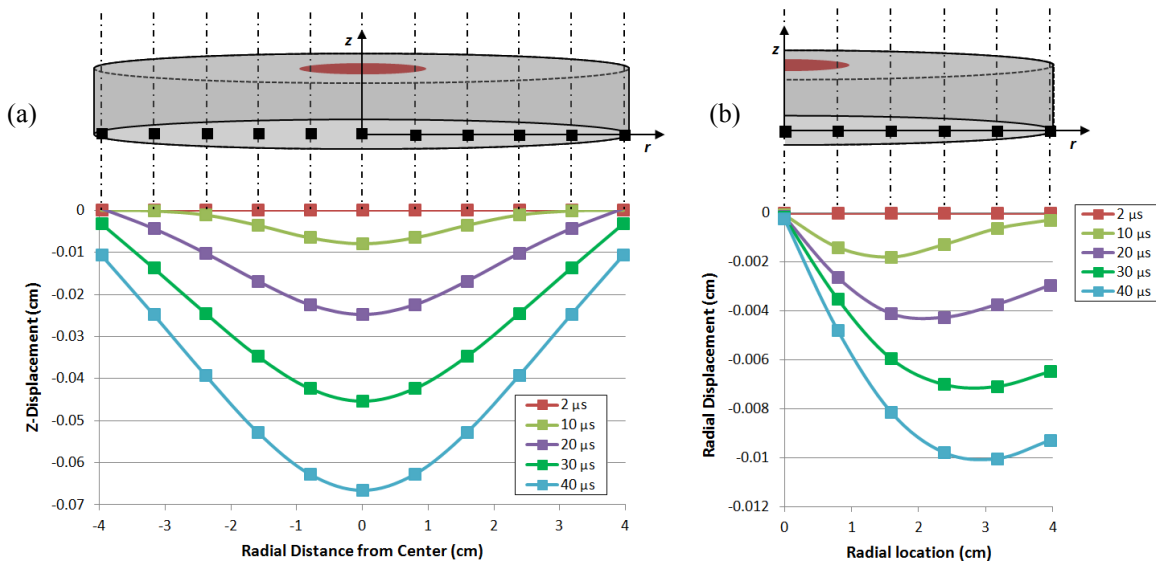 (a)
z
r
0
-0.01
-0.02
-0.03
-0.04
-0.05
-0.06
-0.07
Z-Displacement (cm)
2 µs
10 µs
20 µs
30 µs
40 µs
-4 -3 -2 -1 0 1 2 3 4
Radial Distance from Center (cm)
(b)
z
r
0
-0.002
-0.004
-0.006
-0.008
-0.01
-0.012
Radial Displacement (cm)
2 µs
10 µs
20 µs
30 µs
40 µs
0 1 2 3 4
Radial location (cm)